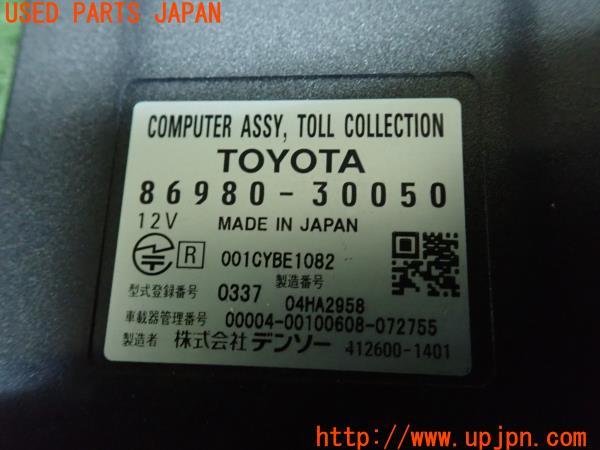 USED PARTS JAPAN
COMPUTER ASSY, TOLL COLLECTION
TOYOTA
86980-30050
12V MADE IN JAPAN
R 001CYBE1082
型式登録番号 0337 製造番号 04HA2958
車載器管理番号 00004-00100608-072755
製造者 株式会社 デンソー 412600-1401
UPJ
http://www.upjpn.com